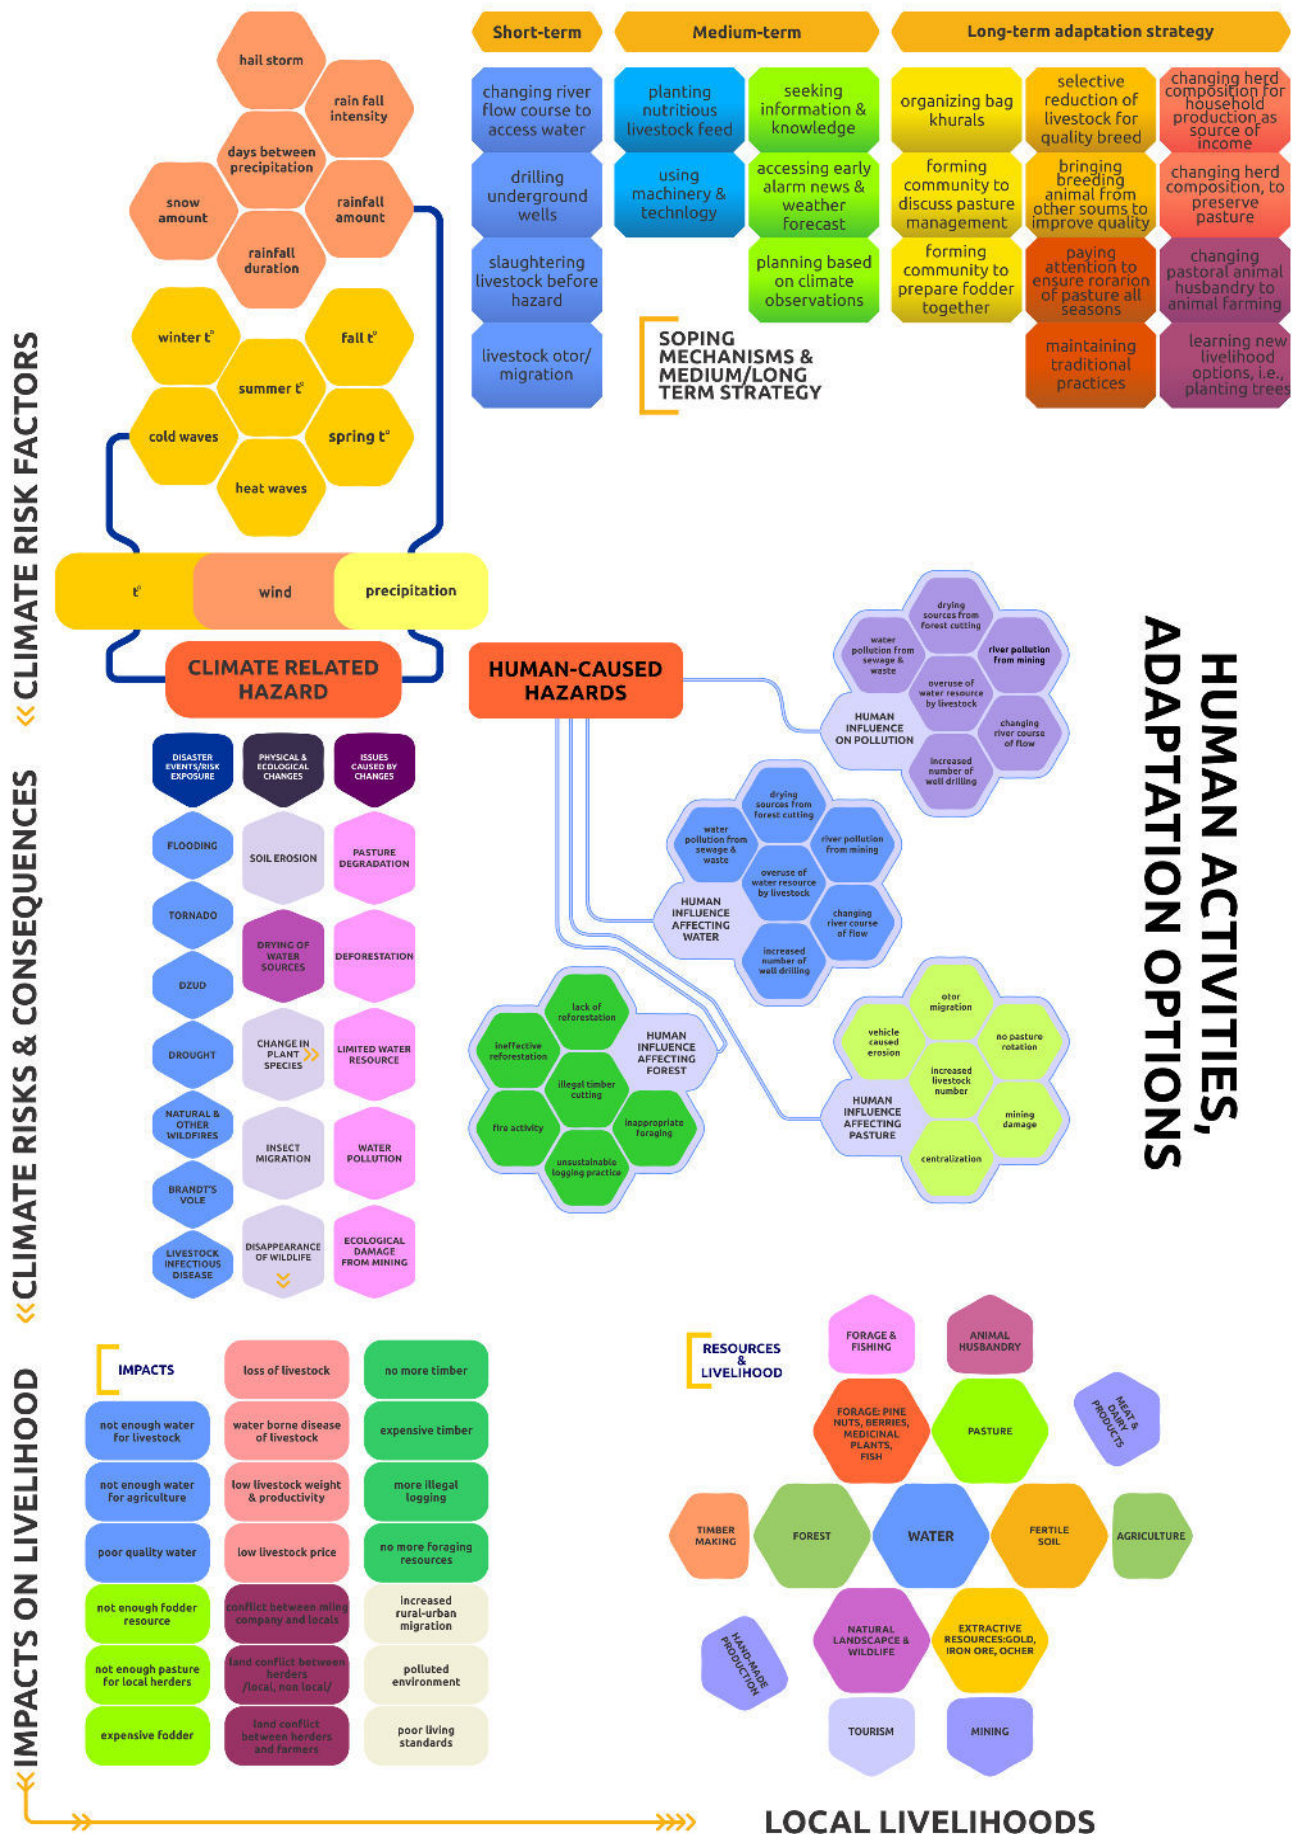 hail storm
rain fall
intensity
days between
precipitation
snow
amount
rainfall
amount
rainfall
duration
winter t°
fall t°
summer t°
cold waves
spring t°
heat waves
t°
wind
precipitation
CLIMATE RELATED
HAZARD
<< CLIMATE RISK FACTORS
Short-term
Medium-term
Long-term adaptation strategy
changing river
flow course to
access water
drilling
underground
wells
slaughtering
livestock before
hazard
livestock otor/
migration
planting
nutritious
livestock feed
using
machinery &
technlogy
seeking
information &
knowledge
accessing early
alarm news &
weather
forecast
planning based
on climate
observations
organizing bag
khurals
forming
community to
discuss pasture
management
forming
community to
prepare fodder
together
selective
reduction of
livestock for
quality breed
bringing
breeding
animal from
other soums to
improve quality
paying
attention to
ensure rorarion
of pasture all
seasons
maintaining
traditional
practices
changing herd
composition for
household
production as
source of
income
changing herd
composition, to
preserve
pasture
changing
pastoral animal
husbandry to
animal farming
learning new
livelihood
options, i.e.,
planting trees
SOPING
MECHANISMS &
MEDIUM/LONG
TERM STRATEGY
HUMAN-CAUSED
HAZARDS
drying
sources from
forest cutting
water
pollution from
sewage &
waste
river pollution
from mining
overuse of
water resource
by livestock
HUMAN
INFLUENCE
ON POLLUTION
changing
river course
of flow
increased
number of
well drilling
drying
sources from
forest cutting
water
pollution from
sewage &
waste
river pollution
from mining
overuse of
water resource
by livestock
HUMAN
INFLUENCE
AFFECTING
WATER
changing
river course
of flow
increased
number of
well drilling
lack of
reforestation
ineffective
reforestation
HUMAN
INFLUENCE
AFFECTING
FOREST
illegal timber
cutting
fire activity
inappropriate
foraging
unsustainable
logging practice
otor
migration
vehicle
caused
erosion
no pasture
rotation
increased
livestock
number
HUMAN
INFLUENCE
AFFECTING
PASTURE
mining
damage
centralization
HUMAN ACTIVITIES,
ADAPTATION OPTIONS
<< CLIMATE RISKS & CONSEQUENCES
DISASTER
EVENTS/RISK
EXPOSURE
PHYSICAL &
ECOLOGICAL
CHANGES
ISSUES
CAUSED BY
CHANGES
FLOODING
TORNADO
DZUD
DROUGHT
NATURAL &
OTHER
WILDFIRES
BRANDT'S
VOLE
LIVESTOCK
INFECTIOUS
DISEASE
SOIL EROSION
DRYING OF
WATER
SOURCES
CHANGE IN
PLANT
SPECIES
INSECT
MIGRATION
DISAPPEARANCE
OF WILDLIFE
PASTURE
DEGRADATION
DEFORESTATION
LIMITED WATER
RESOURCE
WATER
POLLUTION
ECOLOGICAL
DAMAGE
FROM MINING
IMPACTS ON LIVELIHOOD
IMPACTS
loss of livestock
no more timber
not enough water
for livestock
water borne disease
of livestock
expensive timber
not enough water
for agriculture
low livestock weight
& productivity
more illegal
logging
poor quality water
low livestock price
no more foraging
resources
not enough fodder
resource
conflict between mileg
company and locals
increased
rural-urban
migration
not enough pasture
for local herders
land conflict between
herders
/local, non local/
polluted
environment
expensive fodder
land conflict
between herders
and farmers
poor living
standards
RESOURCES
&
LIVELIHOOD
FORAGE &
FISHING
ANIMAL
HUSBANDRY
FORAGE: PINE
NUTS, BERRIES,
MEDICINAL
PLANTS,
FISH
PASTURE
MEAT &
DAIRY
PRODUCTS
TIMBER
MAKING
FOREST
WATER
FERTILE
SOIL
AGRICULTURE
HAND-MADE
PRODUCTION
NATURAL
LANDSCAPCE &
WILDLIFE
EXTRACTIVE
RESOURCES:GOLD,
IRON ORE, OCHER
TOURISM
MINING
LOCAL LIVELIHOODS